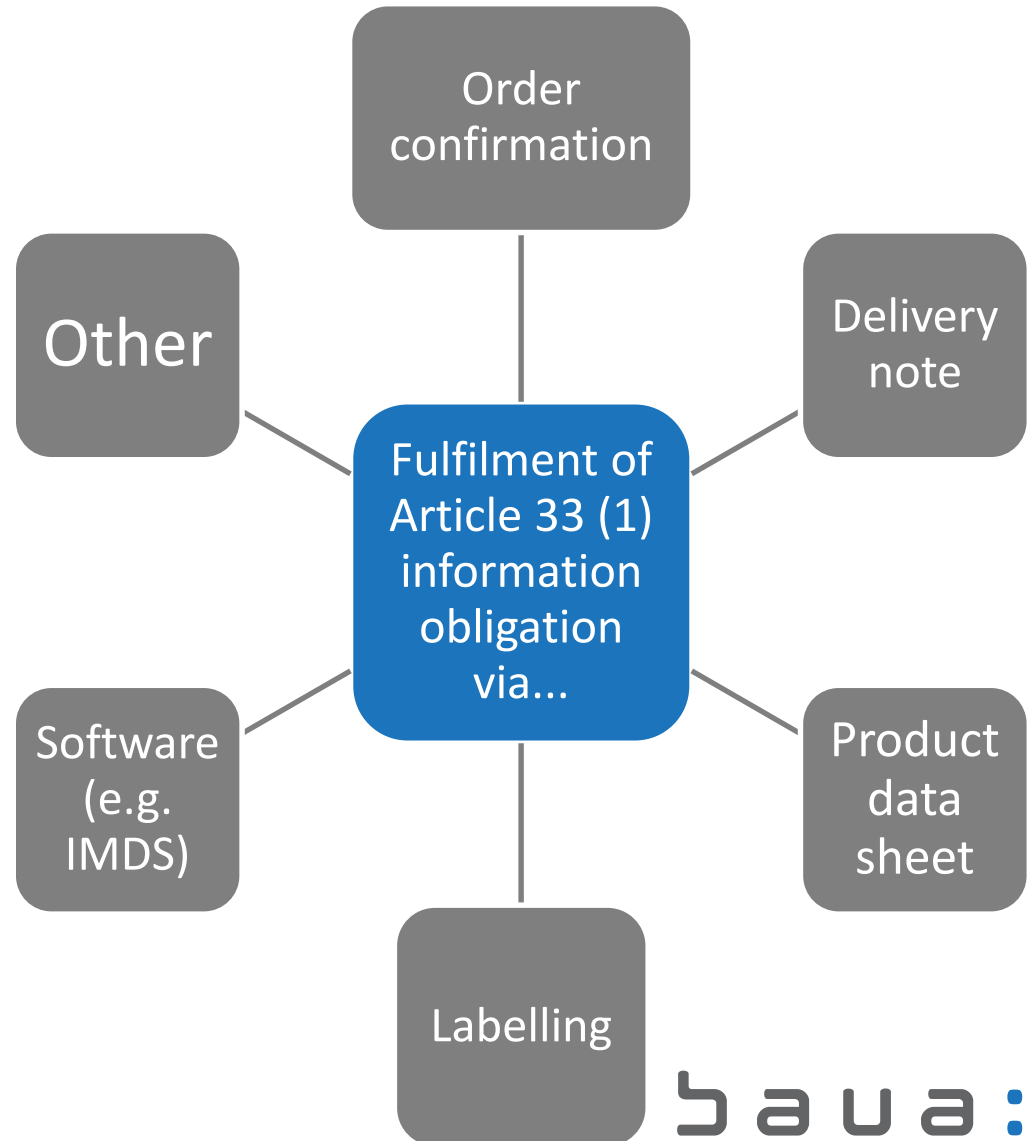 Order
confirmation
Other
Delivery
note
Fulfilment of
Article 33 (1)
information
obligation
via...
Software
(e.g.
IMDS)
Product
data
sheet
Labelling
baua: